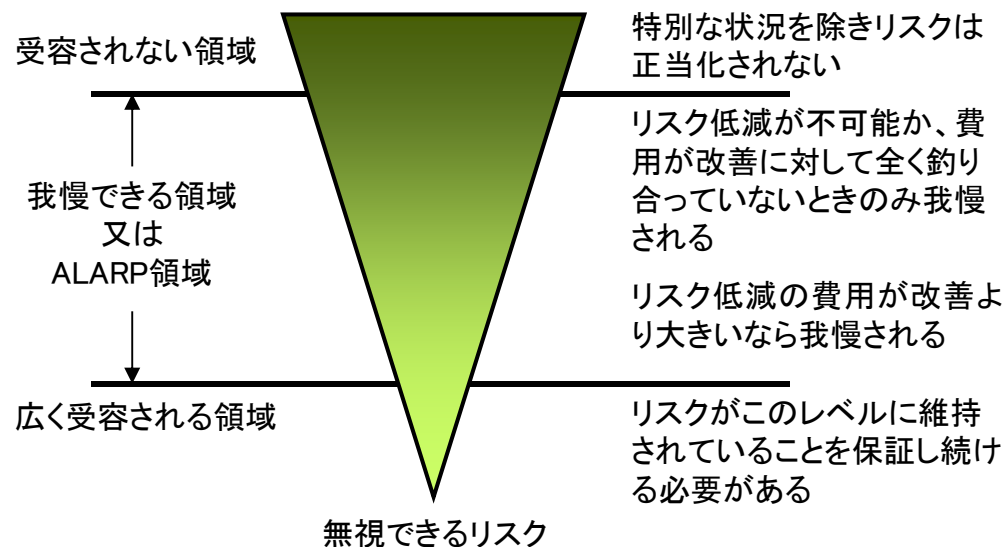 受容されない領域
特別な状況を除きリスクは
正当化されない
我慢できる領域
又は
ALARP領域
リスク低減が不可能か、費
用が改善に対して全く釣り
合っていないときのみ我慢
される
リスク低減の費用が改善よ
り大きいなら我慢される
広く受容される領域
リスクがこのレベルに維持
されていることを保証し続け
る必要がある
無視できるリスク